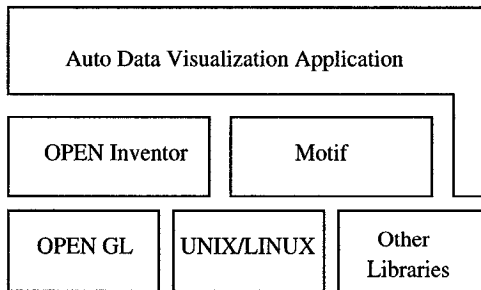 Auto Data Visualization Application
OPEN Inventor
Motif
OPEN GL
UNIX/LINUX
Other
Libraries